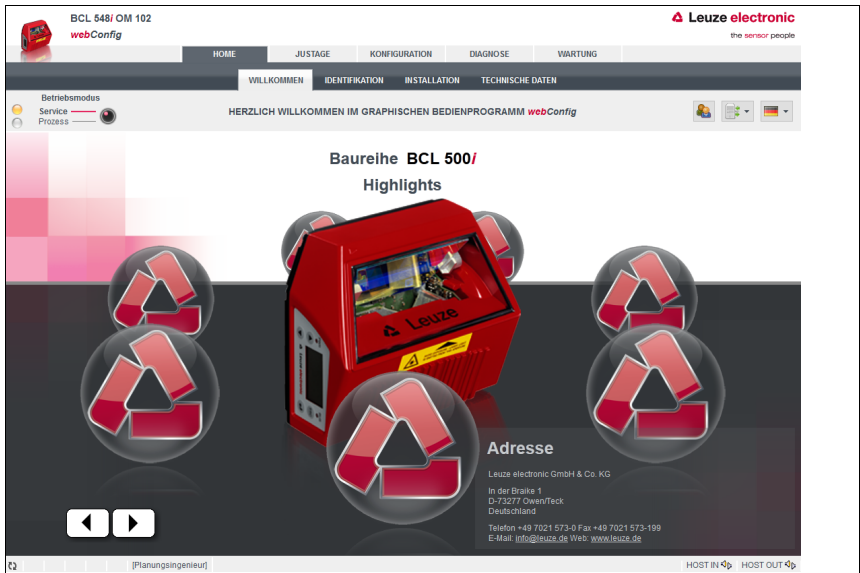 BCL 548i OM 102
webConfig
Leuze electronic
the sensor people
HOME JUSTAGE KONFIGURATION DIAGNOSE WARTUNG
WILLKOMMEN IDENTIFIKATION INSTALLATION TECHNISCHE DATEN
Betriebsmodus
Service
Prozess
HERZLICH WILLKOMMEN IM GRAPHISCHEN BEDIENPROGRAMM webConfig
Baureihe BCL 500i
Highlights
Leuze
Adresse
Leuze electronic GmbH & Co. KG
In der Braike 1
D-73277 Owen/Teck
Deutschland
Telefon +49 7021 573-0 Fax +49 7021 573-199
E-Mail: info@leuze.de Web: www.leuze.de
[Planungsingenieur]
HOST IN HOST OUT